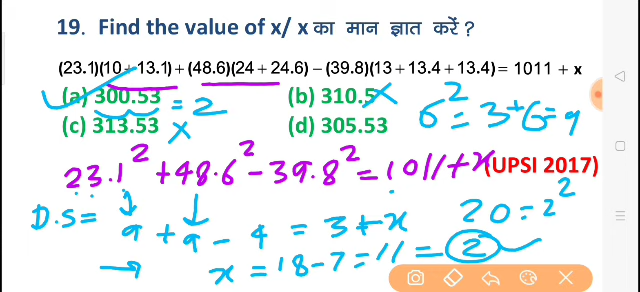 19. Find the value of x/ x का मान ज्ञात करें ?
(23.1)(10 + 13.1) + (48.6)(24 + 24.6) − (39.8)(13 + 13.4 + 13.4) = 1011 + x
(a) 300.53 = 2 (b) 310.5
(c) 313.53 x (d) 305.53
6² = 3+6=9
23.1² + 48.6² - 39.8² = 1011+x (UPSI 2017)
D.S = 9 + 9 - 4 = 3 + x
20 = 2²
→ x = 18-7 = 11 = 2